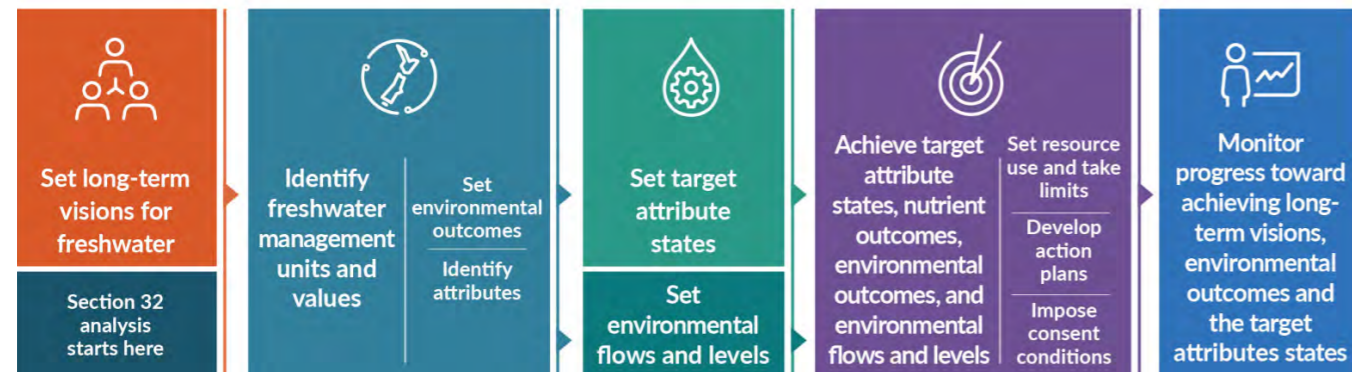 Set long-term
visions for
freshwater
Section 32
analysis
starts here
Identify
freshwater
management
units and
values
Set
environmental
outcomes
Identify
attributes
Set target
attribute
states
Set
environmental
flows and levels
Achieve target
attribute
states, nutrient
outcomes,
environmental
outcomes, and
environmental
flows and levels
Set resource
use and take
limits
Develop
action
plans
Impose
consent
conditions
Monitor
progress toward
achieving long-
term visions,
environmental
outcomes and
the target
attributes states